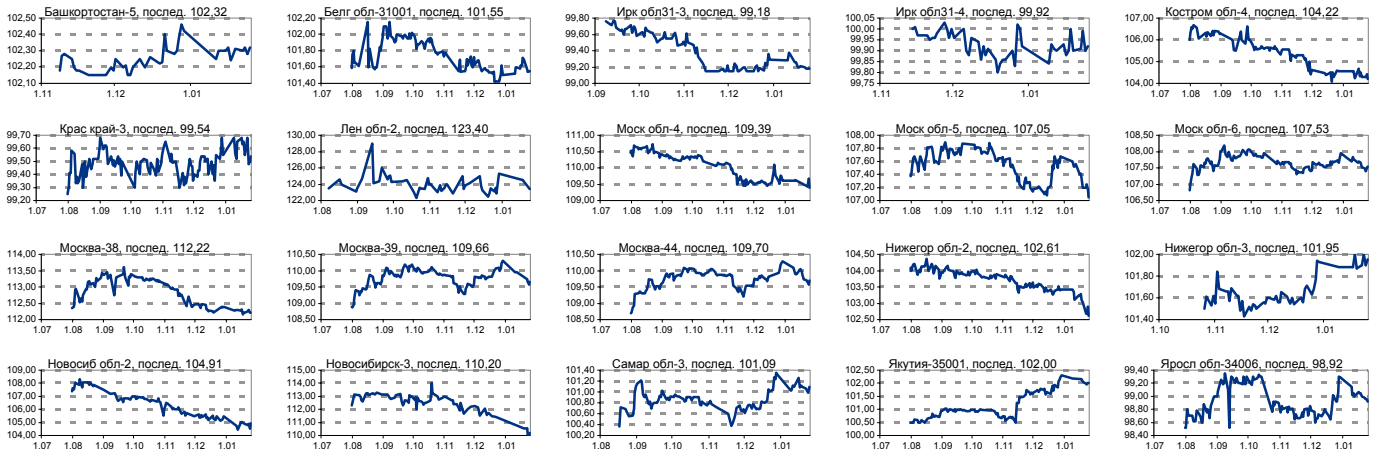 Башкортостан-5, послед. 102,32
102,50
102,40
102,30
102,20
102,10
1.11 1.12 1.01
Белг обл-31001, послед. 101,55
102,20
102,00
101,80
101,60
101,40
1.07 1.08 1.09 1.10 1.11 1.12 1.01
Ирк обл31-3, послед. 99,18
99,80
99,60
99,40
99,20
99,00
1.09 1.10 1.11 1.12 1.01
Ирк обл31-4, послед. 99,92
100,05
100,00
99,95
99,90
99,85
99,80
99,75
1.11 1.12 1.01
Костром обл-4, послед. 104,22
107,00
106,00
105,00
104,00
1.07 1.08 1.09 1.10 1.11 1.12 1.01
Крас край-3, послед. 99,54
99,70
99,60
99,50
99,40
99,30
99,20
1.07 1.08 1.09 1.10 1.11 1.12 1.01
Лен обл-2, послед. 123,40
130,00
128,00
126,00
124,00
122,00
1.08 1.09 1.10 1.11 1.12 1.01
Моск обл-4, послед. 109,39
111,00
110,50
110,00
109,50
109,00
1.07 1.08 1.09 1.10 1.11 1.12 1.01
Моск обл-5, послед. 107,05
108,00
107,80
107,60
107,40
107,20
107,00
1.07 1.08 1.09 1.10 1.11 1.12 1.01
Моск обл-6, послед. 107,53
108,50
108,00
107,50
107,00
106,50
1.07 1.08 1.09 1.10 1.11 1.12 1.01
Москва-38, послед. 112,22
114,00
113,50
113,00
112,50
112,00
1.07 1.08 1.09 1.10 1.11 1.12 1.01
Москва-39, послед. 109,66
110,50
110,00
109,50
109,00
108,50
1.07 1.08 1.09 1.10 1.11 1.12 1.01
Москва-44, послед. 109,70
110,50
110,00
109,50
109,00
108,50
1.07 1.08 1.09 1.10 1.11 1.12 1.01
Нижегор обл-2, послед. 102,61
104,50
104,00
103,50
103,00
102,50
1.07 1.08 1.09 1.10 1.11 1.12 1.01
Нижегор обл-3, послед. 101,95
102,00
101,80
101,60
101,40
1.10 1.11 1.12 1.01
Новосиб обл-2, послед. 104,91
109,00
108,00
107,00
106,00
105,00
104,00
1.07 1.08 1.09 1.10 1.11 1.12 1.01
Новосибирск-3, послед. 110,20
115,00
114,00
113,00
112,00
111,00
110,00
1.07 1.08 1.09 1.10 1.11 1.12 1.01
Самар обл-3, послед. 101,09
101,40
101,20
101,00
100,80
100,60
100,40
100,20
1.08 1.09 1.10 1.11 1.12 1.01
Якутия-35001, послед. 102,00
102,50
102,00
101,50
101,00
100,50
100,00
1.07 1.08 1.09 1.10 1.11 1.12 1.01
Яросл обл-34006, послед. 98,92
99,40
99,20
99,00
98,80
98,60
98,40
1.07 1.08 1.09 1.10 1.11 1.12 1.01